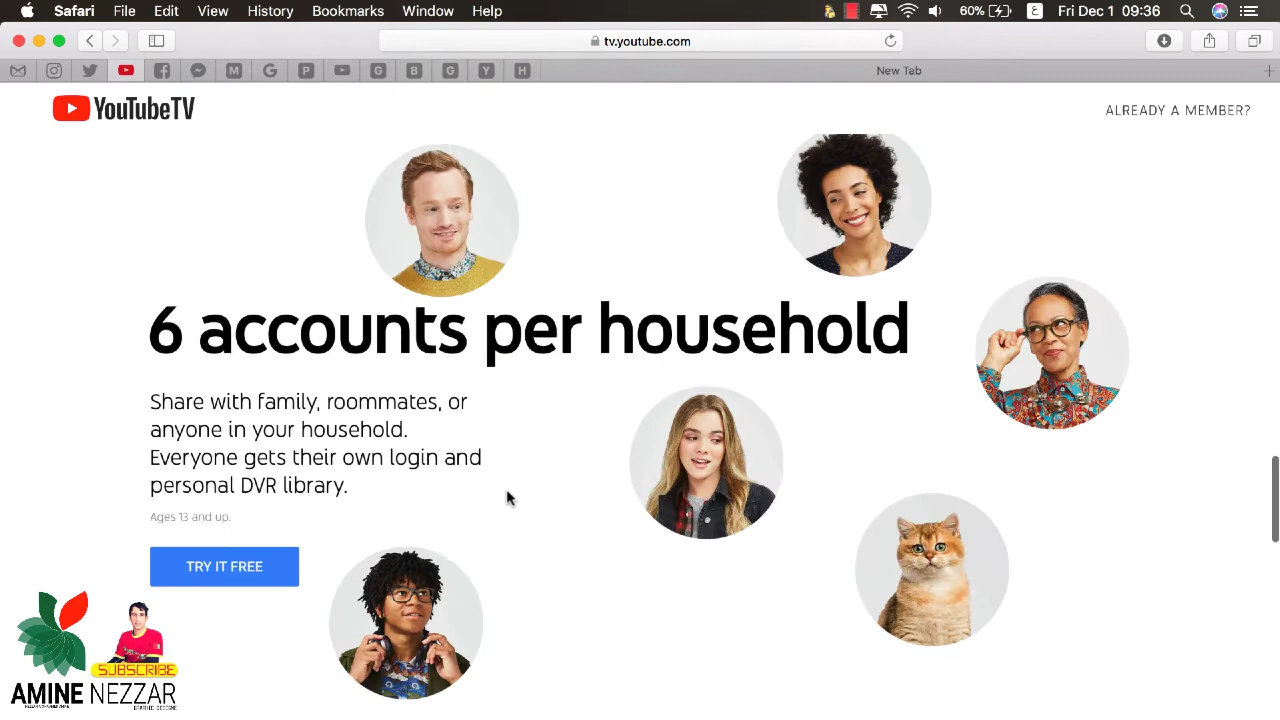 Safari File Edit View History Bookmarks Window Help 60% ع Fri Dec 1 09:36
tv.youtube.com
M G P G B G Y H New Tab
YouTubeTV ALREADY A MEMBER?
6 accounts per household
Share with family, roommates, or
anyone in your household.
Everyone gets their own login and
personal DVR library.
Ages 13 and up.
TRY IT FREE
SUBSCRIBE
AMINE NEZZAR